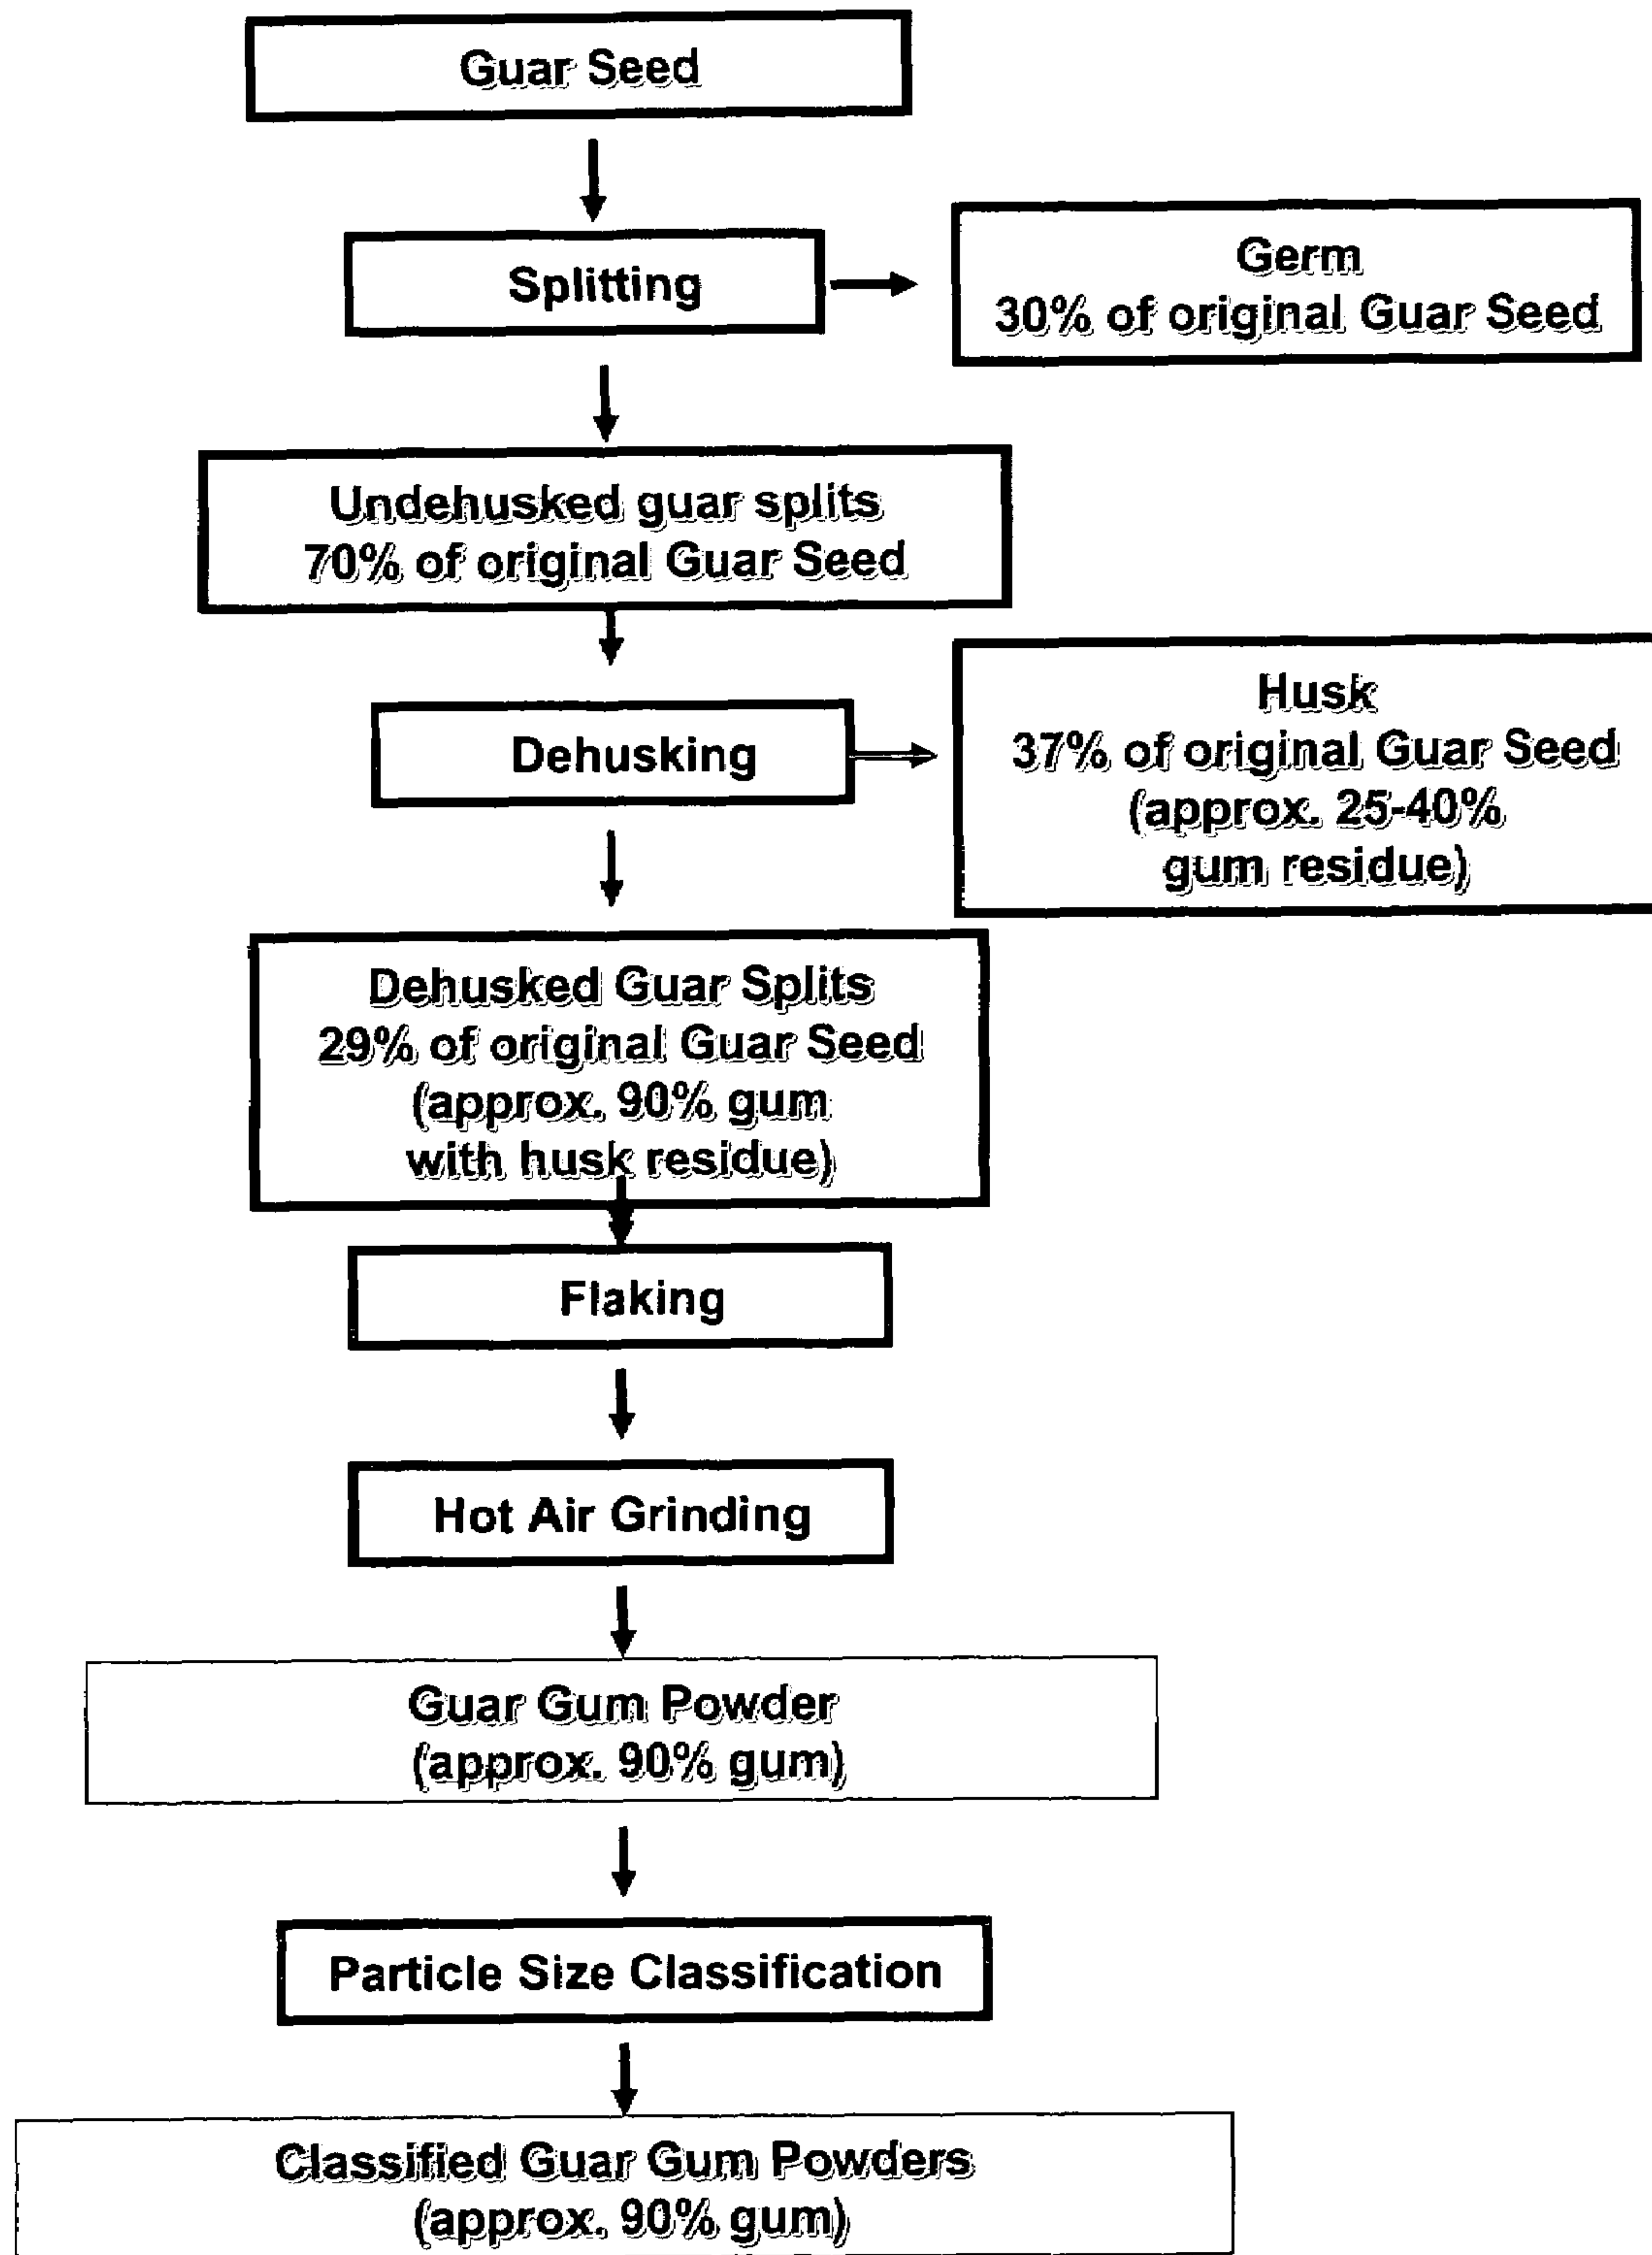 Guar Seed
Splitting
Germ
30% of original Guar Seed
Undehusked guar splits
70% of original Guar Seed
Dehusking
Husk
37% of original Guar Seed
(approx. 25-40%
gum residue)
Dehusked Guar Splits
29% of original Guar Seed
(approx. 90% gum
with husk residue)
Flaking
Hot Air Grinding
Guar Gum Powder
(approx. 90% gum)
Particle Size Classification
Classified Guar Gum Powders
(approx. 90% gum)